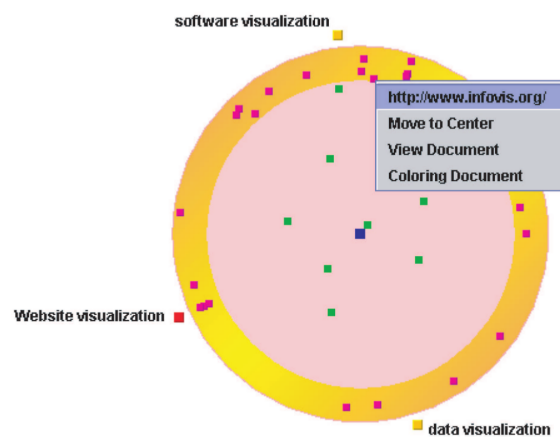 software visualization
http://www.infovis.org/
Move to Center
View Document
Coloring Document
Website visualization
data visualization